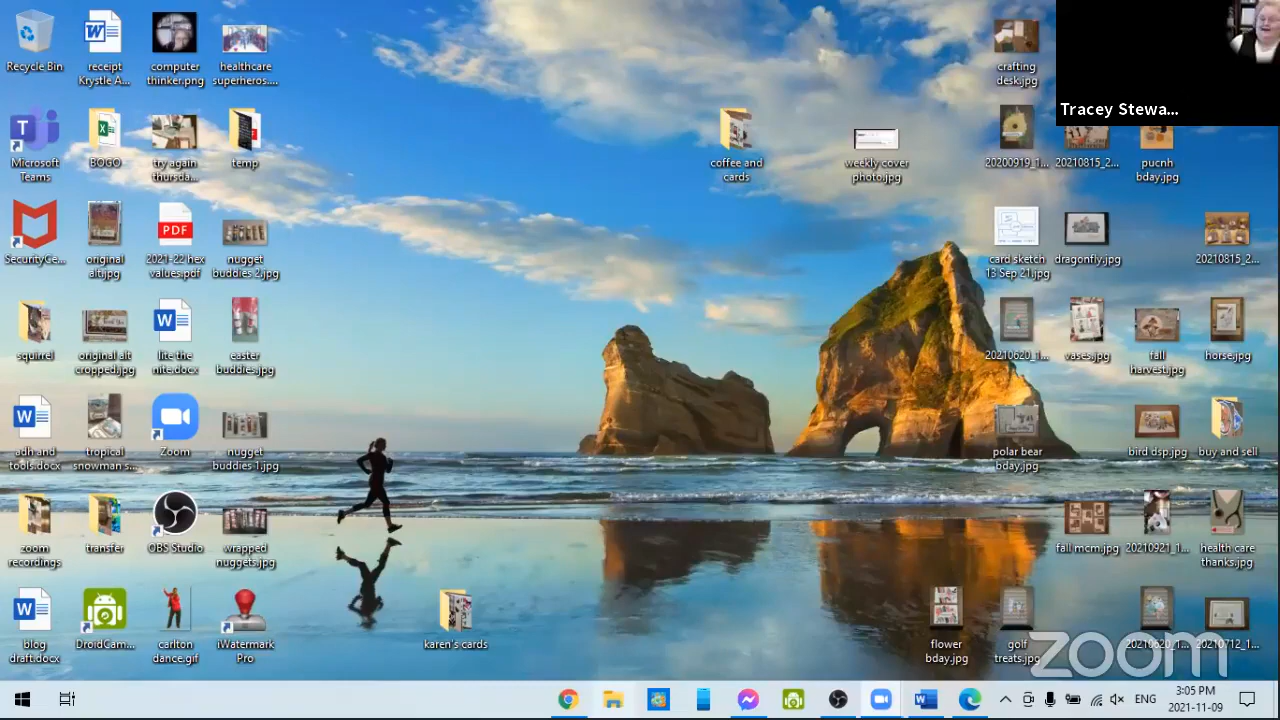 Recycle Bin
receipt
Krystle A...
computer
thinker.png
healthcare
superheros....
crafting
desk.jpg
Tracey Stewa...
Microsoft
Teams
BOGO
try again
thursda...
temp
coffee and
cards
weekly cover
photo.jpg
20200919_1...
20210815_2...
pucnh
bday.jpg
SecurityCe...
original
alt.jpg
PDF
2021-22 hex
values.pdf
nugget
buddies 2.jpg
card sketch
13 Sep 21.jpg
dragonfly.jpg
20210815_2...
squirrel
original alt
cropped.jpg
lite the
nite.docx
easter
buddies.jpg
20210620_1...
vases.jpg
fall
harvest.jpg
horse.jpg
adh and
tools.docx
tropical
snowman s...
Zoom
nugget
buddies 1.jpg
polar bear
bday.jpg
bird dsp.jpg
buy and sell
zoom
recordings
transfer
OBS Studio
wrapped
nuggets.jpg
fall mcm.jpg
20210921_1...
health care
thanks.jpg
blog
draft.docx
DroidCam...
carlton
dance.gif
iWatermark
Pro
karen's cards
flower
bday.jpg
golf
treats.jpg
20210620_1...
20210712_1...
zoom
ENG
3:05 PM
2021-11-09